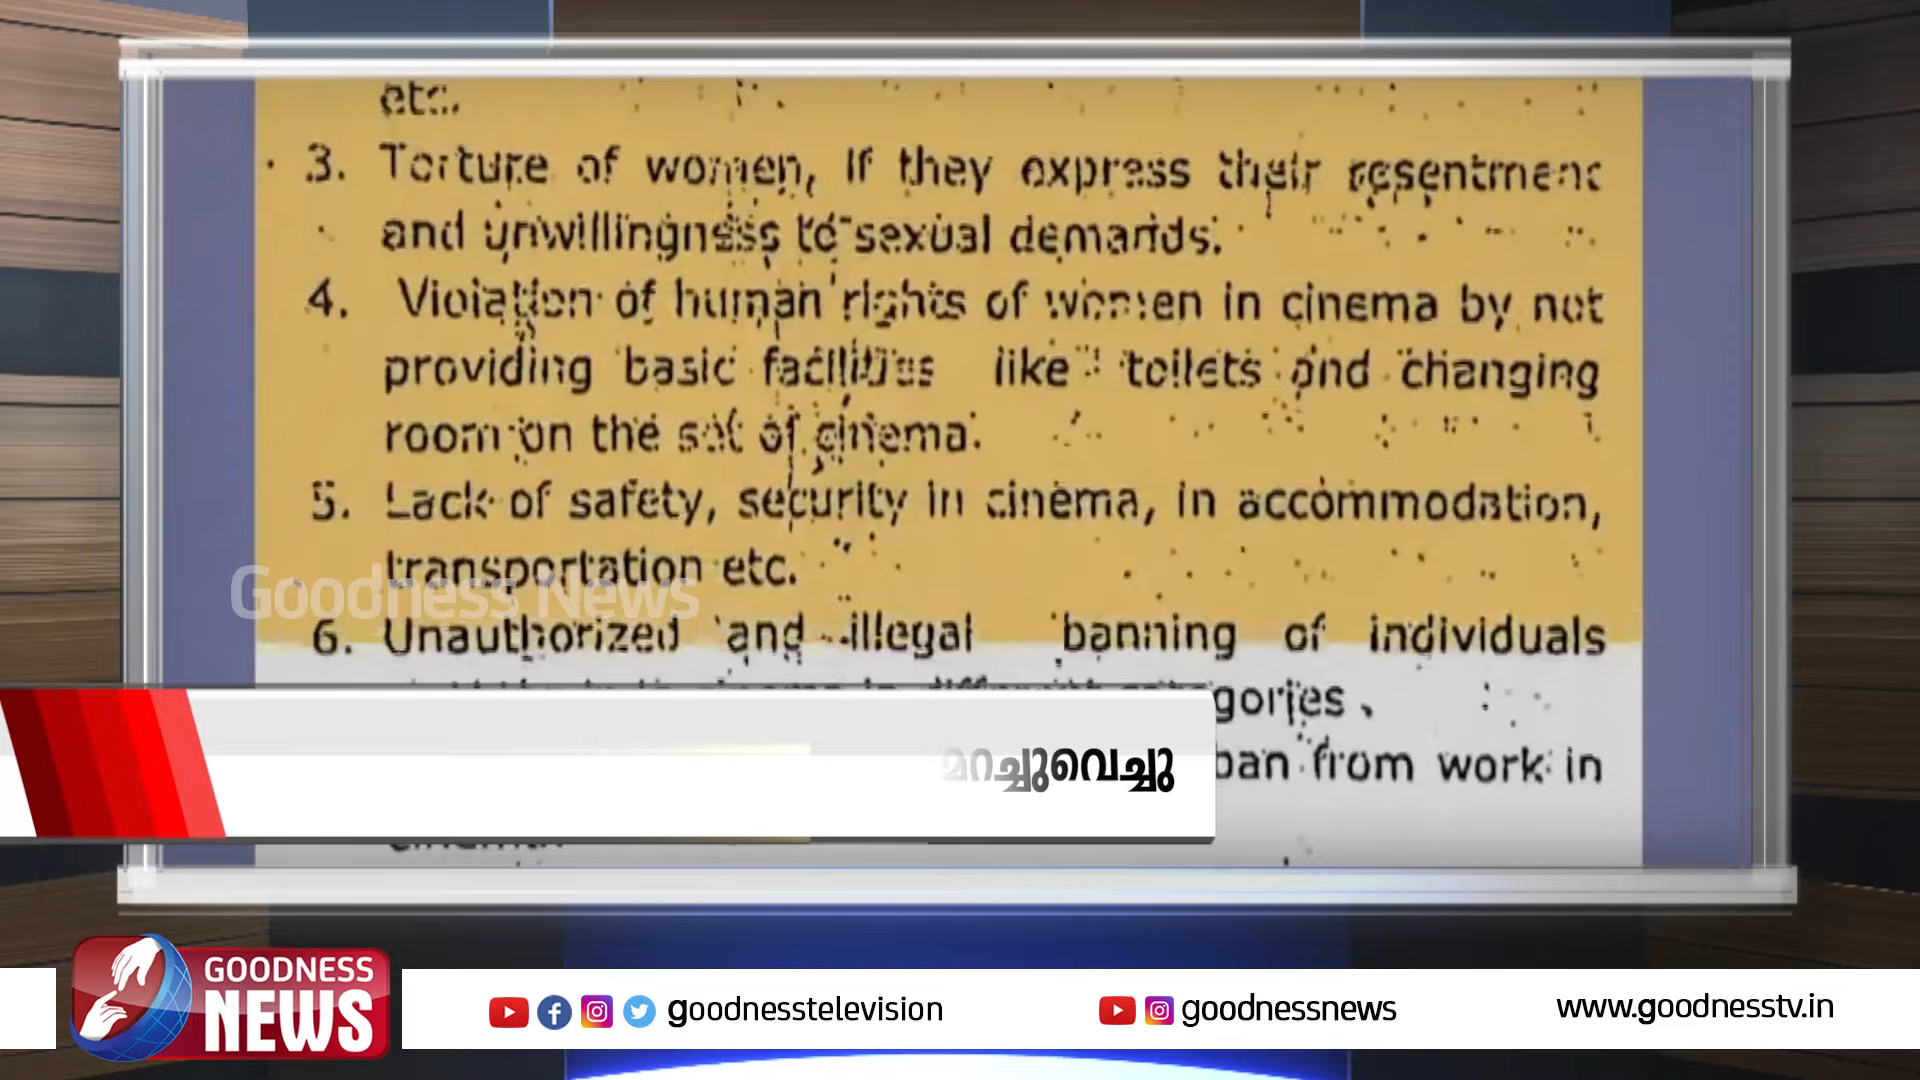 etc.
3. Torture of women, if they express their resentment
and unwillingness to sexual demands.
4. Violation of human rights of women in cinema by not
providing basic facilities like toilets and changing
room on the set of cinema.
5. Lack of safety, security in cinema, in accommodation,
transportation etc.
Goodness News
6. Unauthorized and illegal banning of individuals
gories.
മറച്ചുവെച്ചു
ban from work in
GOODNESS
NEWS
goodnesstelevision
goodnessnews
www.goodnesstv.in